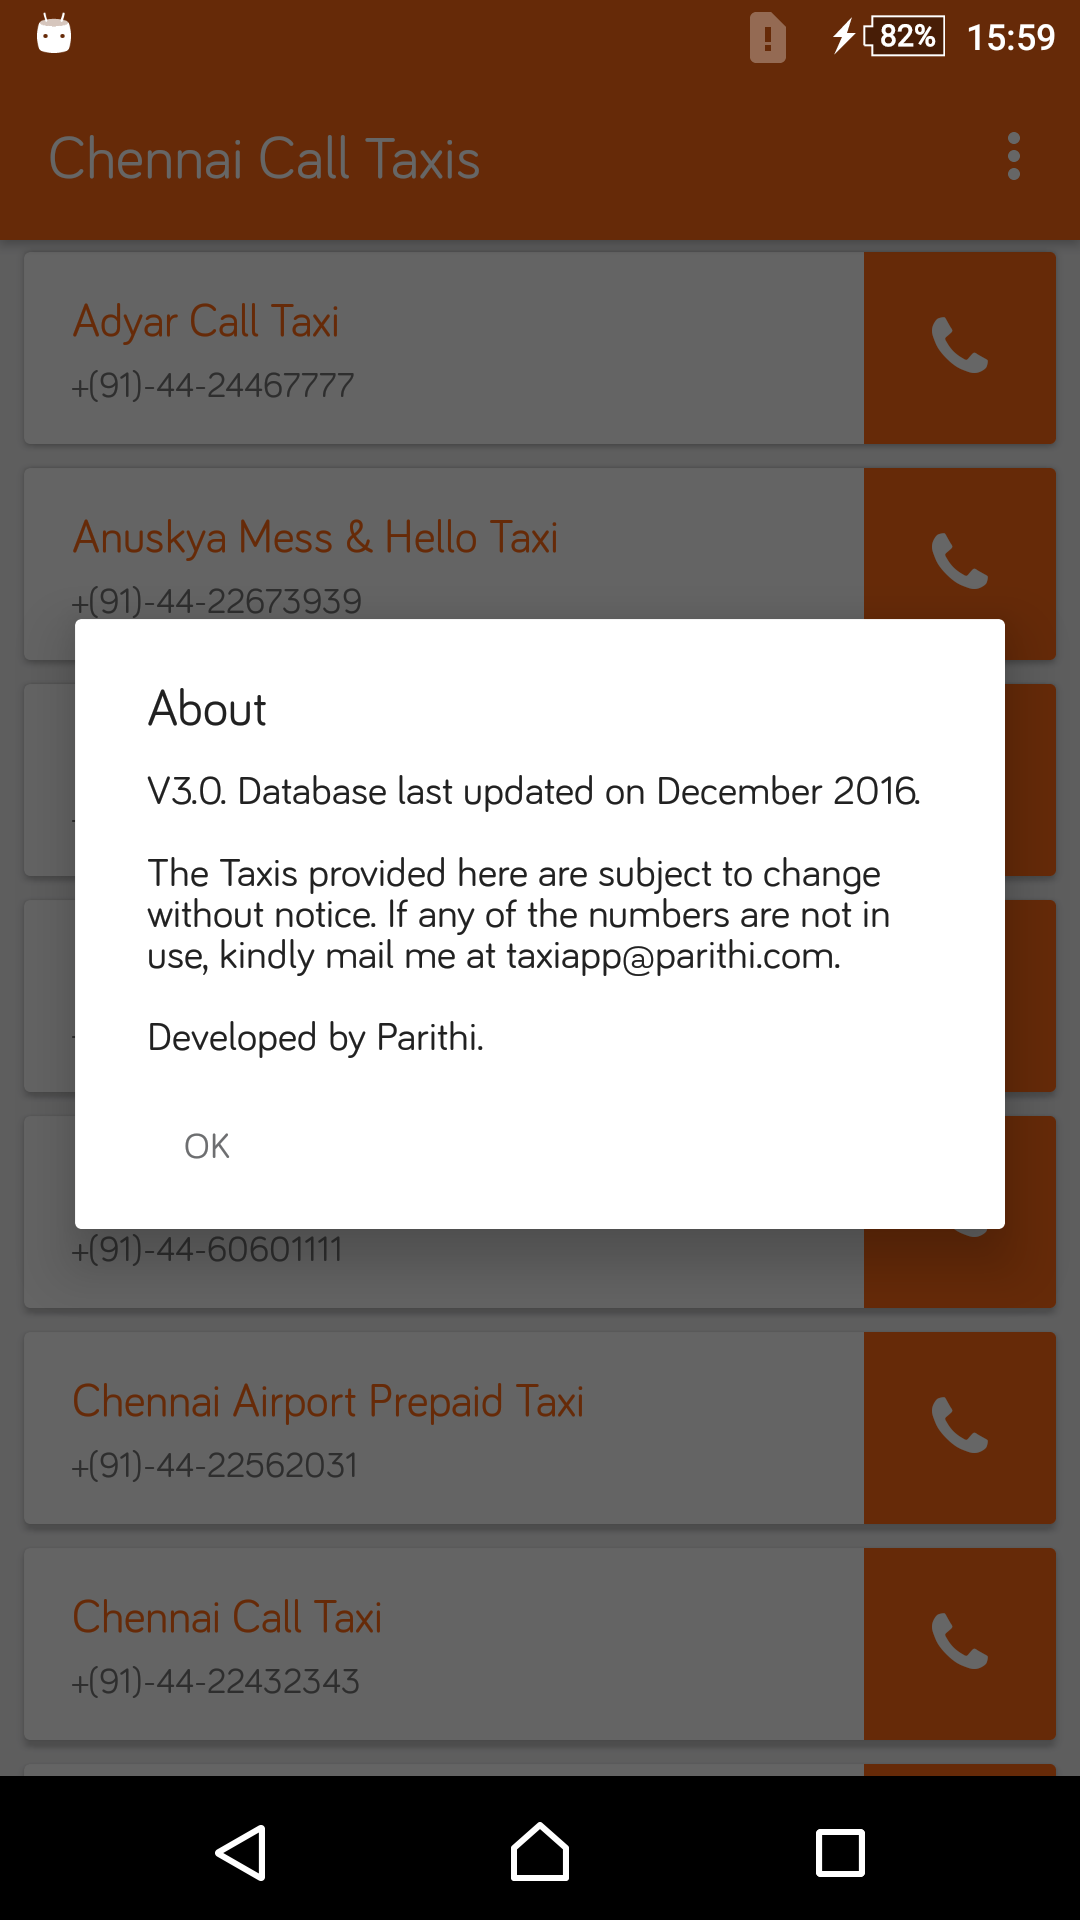 82% 15:59
Chennai Call Taxis
Adyar Call Taxi
+(91)-44-24467777
Anuskya Mess & Hello Taxi
+(91)-44-22673939
About
V3.0. Database last updated on December 2016.
The Taxis provided here are subject to change
without notice. If any of the numbers are not in
use, kindly mail me at taxiapp@parithi.com.
Developed by Parithi.
OK
+(91)-44-60601111
Chennai Airport Prepaid Taxi
+(91)-44-22562031
Chennai Call Taxi
+(91)-44-22432343